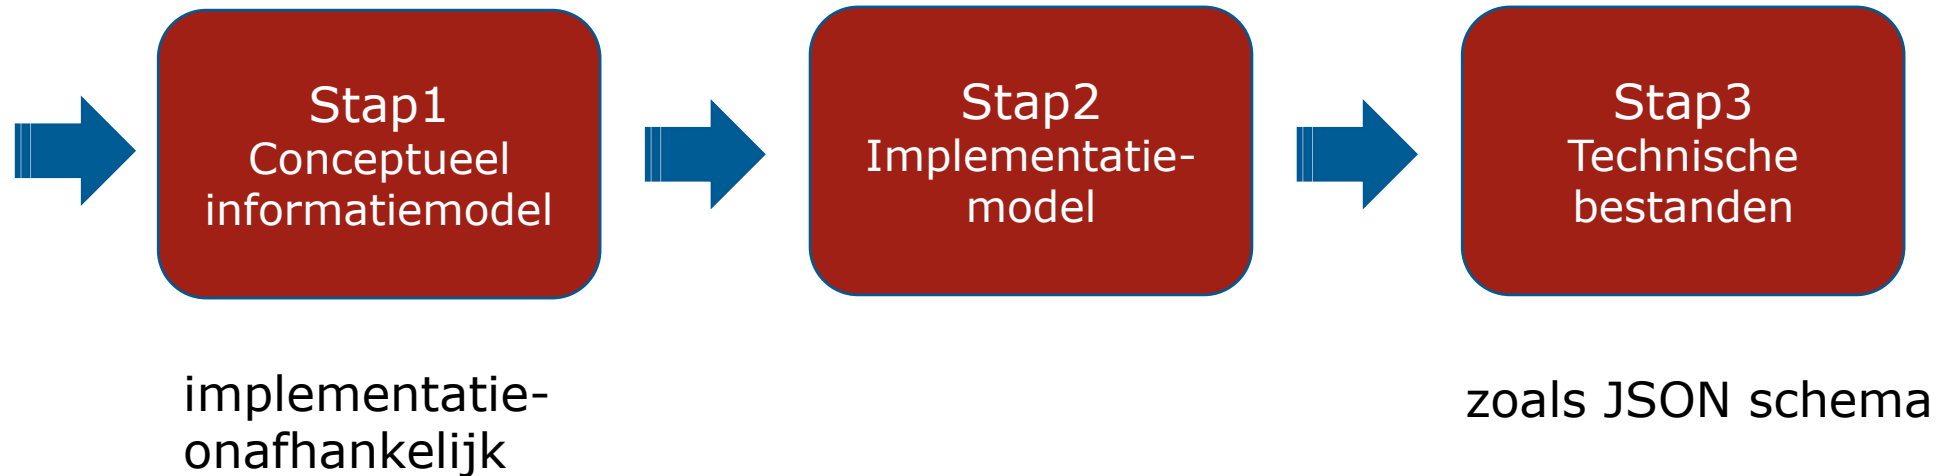 Stap1
Conceptueel
informatiemodel
Stap2
Implementatie-
model
Stap3
Technische
bestanden
implementatie-
onafhankelijk
zoals JSON schema